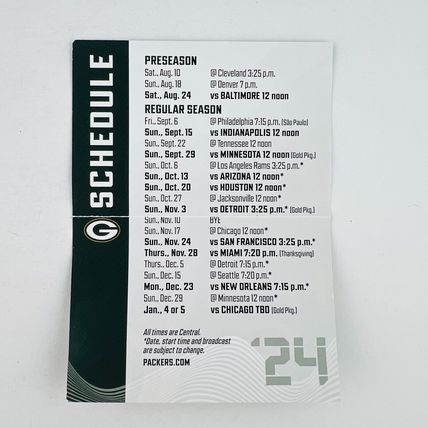 SCHEDULE
G
PRESEASON
Sat., Aug. 10 @ Cleveland 3:25 p.m.
Sun., Aug. 18 @ Denver 7 p.m.
Sat., Aug. 24 vs BALTIMORE 12 noon
REGULAR SEASON
Fri., Sept. 6 @ Philadelphia 7:15 p.m. (São Paulo)
Sun., Sept. 15 vs INDIANAPOLIS 12 noon
Sun., Sept. 22 @ Tennessee 12 noon
Sun., Sept. 29 vs MINNESOTA 12 noon (Gold Pkg.)
Sun., Oct. 6 @ Los Angeles Rams 3:25 p.m.*
Sun., Oct. 13 vs ARIZONA 12 noon*
Sun., Oct. 20 vs HOUSTON 12 noon*
Sun., Oct. 27 @ Jacksonville 12 noon*
Sun., Nov. 3 vs DETROIT 3:25 p.m.* (Gold Pkg.)
Sun., Nov. 10 BYE
Sun., Nov. 17 @ Chicago 12 noon*
Sun., Nov. 24 vs SAN FRANCISCO 3:25 p.m.*
Thurs., Nov. 28 vs MIAMI 7:20 p.m. (Thanksgiving)
Thurs., Dec. 5 @ Detroit 7:15 p.m.*
Sun., Dec. 15 @ Seattle 7:20 p.m.*
Mon., Dec. 23 vs NEW ORLEANS 7:15 p.m.*
Sun., Dec. 29 @ Minnesota 12 noon*
Jan., 4 or 5 vs CHICAGO TBD (Gold Pkg.)
All times are Central.
*Date, start time and broadcast
are subject to change.
PACKERS.COM
'24